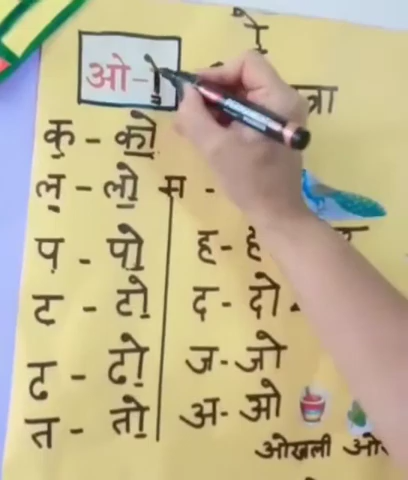 ो
ओ - ो
क - को
ल - लो
प - पो
ट - टो
ढ - ढो
त - तो
म -
ह -
द - दो
ज - जो
अ - ओ
ओखली